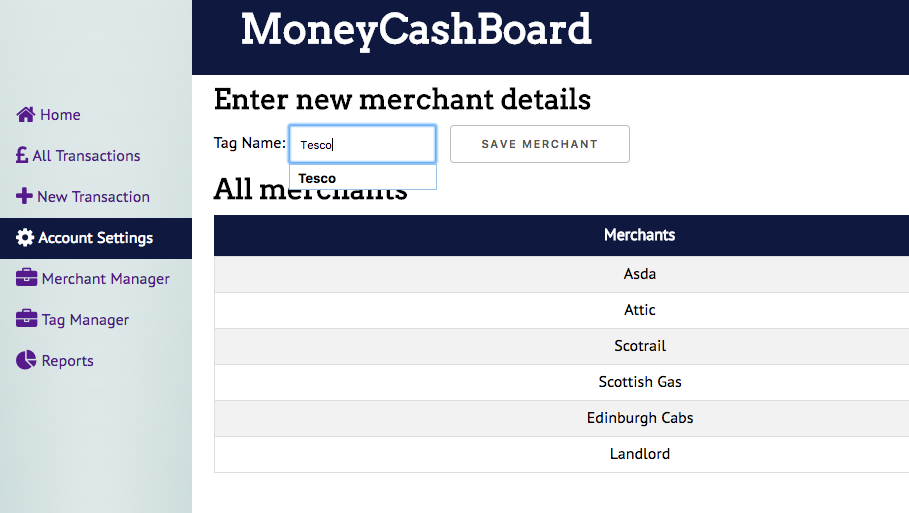 MoneyCashBoard
Home
All Transactions
New Transaction
Account Settings
Merchant Manager
Tag Manager
Reports
Enter new merchant details
Tag Name: Tesco SAVE MERCHANT
Tesco
All merchants
Merchants
Asda
Attic
Scotrail
Scottish Gas
Edinburgh Cabs
Landlord